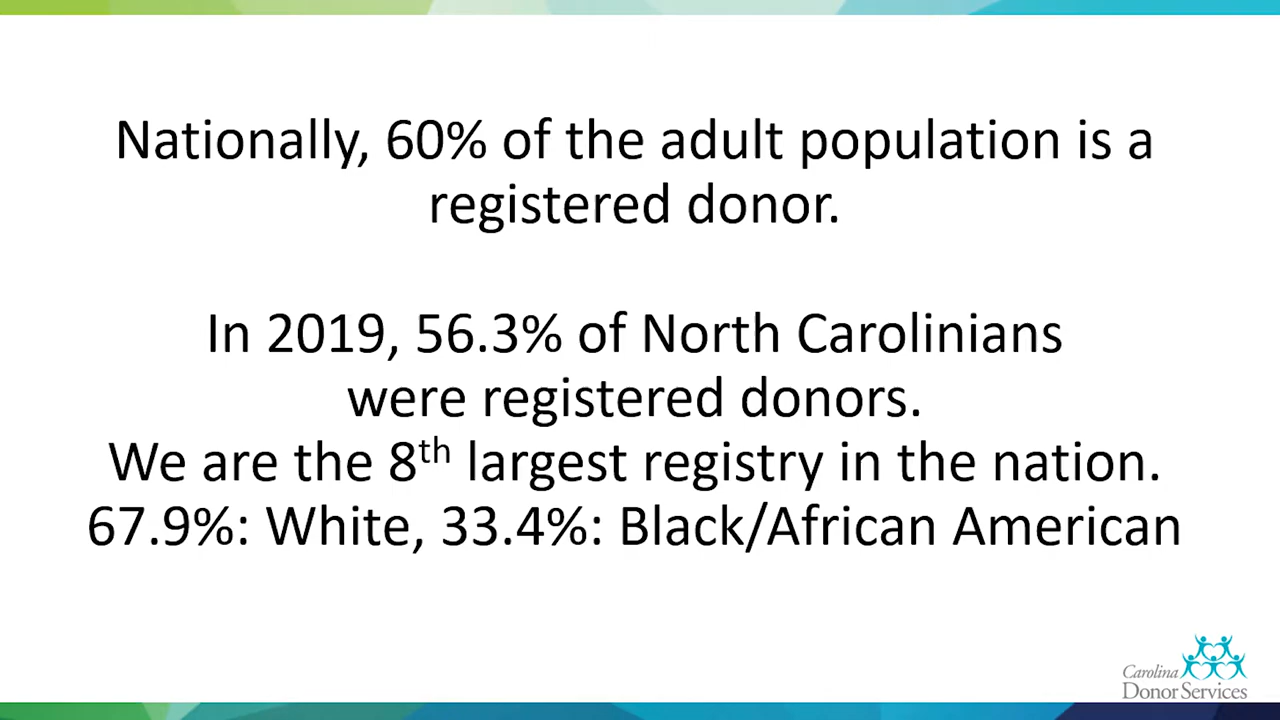 Nationally, 60% of the adult population is a
registered donor.
In 2019, 56.3% of North Carolinians
were registered donors.
We are the 8th largest registry in the nation.
67.9%: White, 33.4%: Black/African American
Carolina
Donor Services